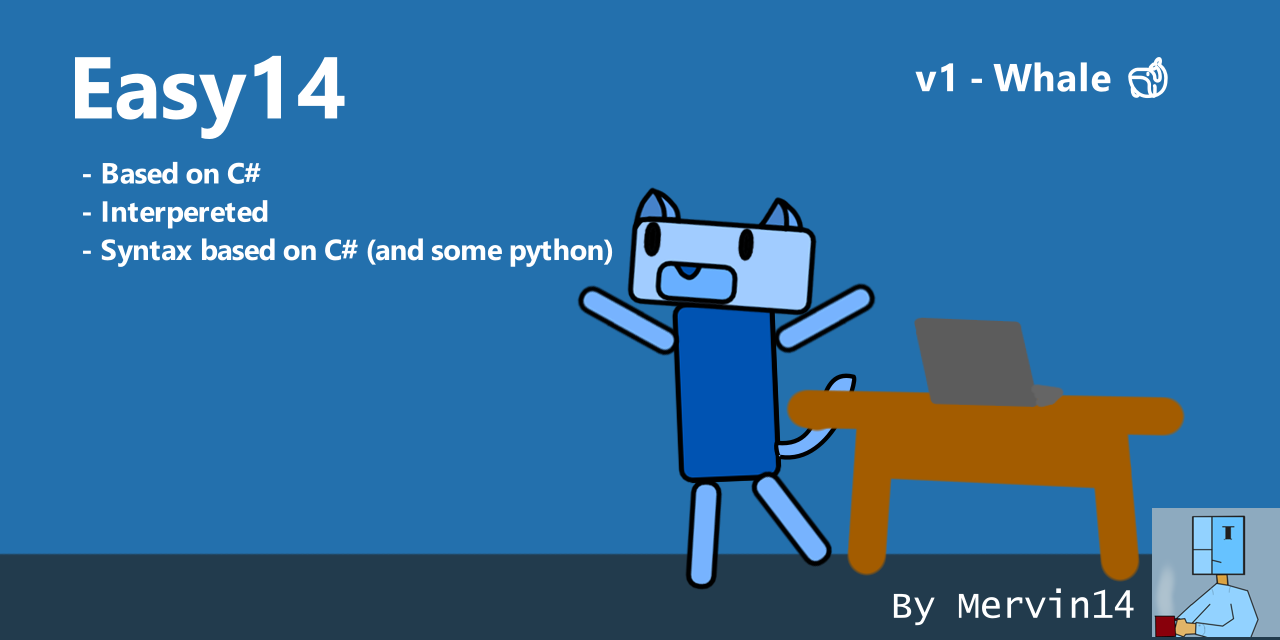 Easy14
v1 - Whale
- Based on C#
- Interpereted
- Syntax based on C# (and some python)
By Mervin14